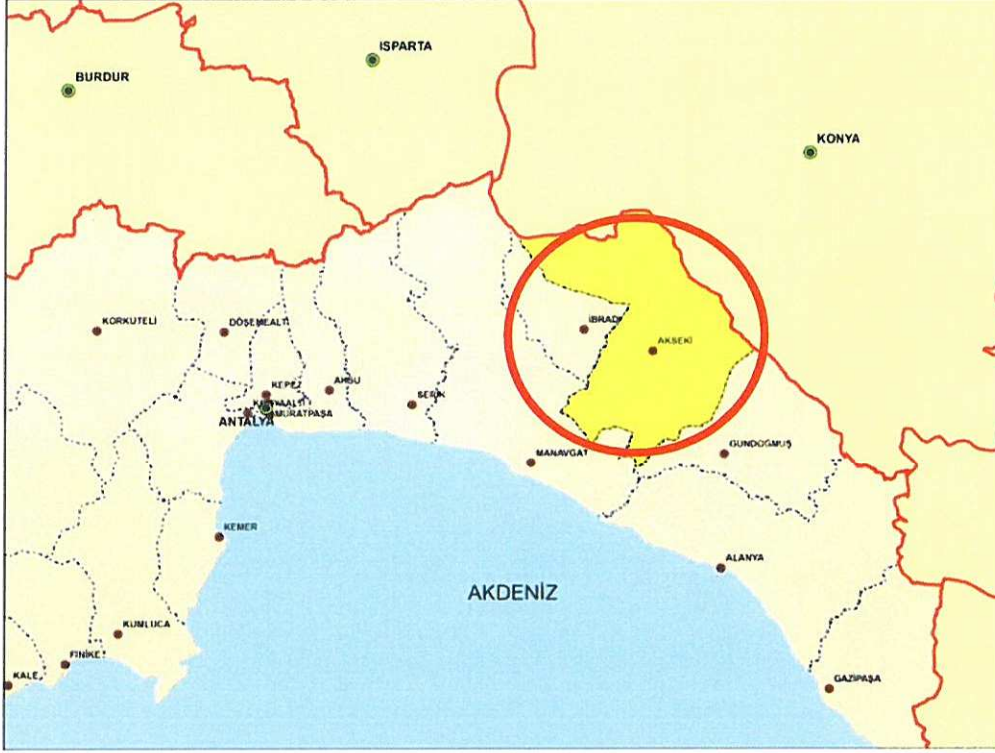 ISPARTA
BURDUR
KONYA
KORKUTELİ
DÖŞEMEALTI
İBRADI
AKSEKİ
KEPEZ
AKSU
SERİK
KONYAALTI
MURATPAŞA
ANTALYA
GÜNDOĞMUŞ
MANAVGAT
KEMER
ALANYA
AKDENİZ
KUMLUCA
FİNİKE
KALE
GAZİPAŞA